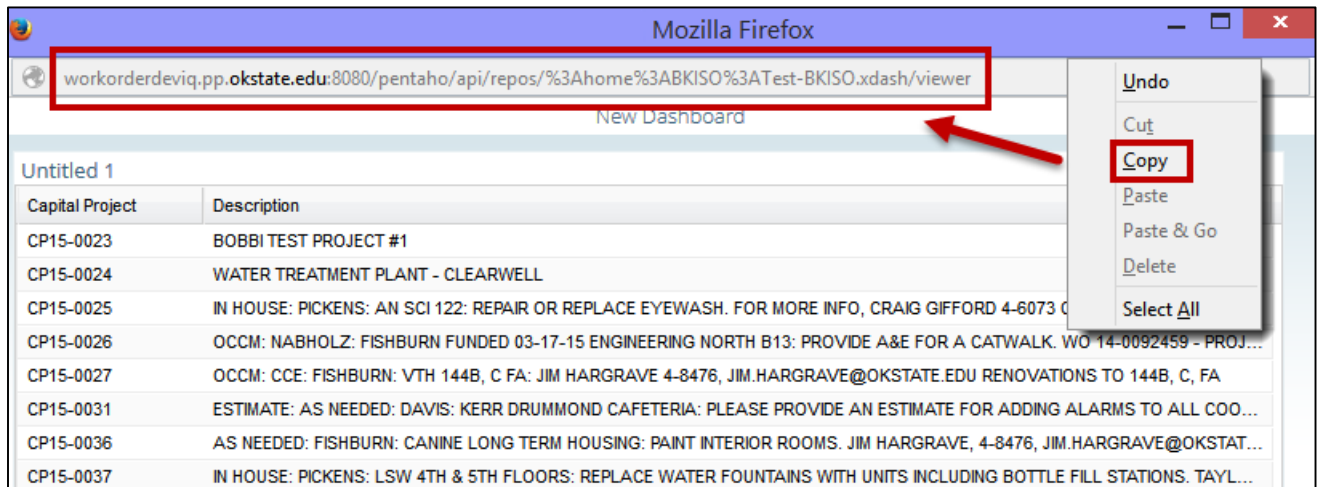 Mozilla Firefox
workorderdeviq.pp.okstate.edu:8080/pentaho/api/repos/%3Ahome%3ABKISO%3ATest-BKISO.xdash/viewer
New Dashboard
Undo
Cut
Copy
Paste
Paste & Go
Delete
Select All
Untitled 1
Capital Project Description
CP15-0023 BOBBI TEST PROJECT #1
CP15-0024 WATER TREATMENT PLANT - CLEARWELL
CP15-0025 IN HOUSE: PICKENS: AN SCI 122: REPAIR OR REPLACE EYEWASH. FOR MORE INFO, CRAIG GIFFORD 4-6073
CP15-0026 OCCM: NABHOLZ: FISHBURN FUNDED 03-17-15 ENGINEERING NORTH B13: PROVIDE A&E FOR A CATWALK. WO 14-0092459 - PROJ...
CP15-0027 OCCM: CCE: FISHBURN: VTH 144B, C FA: JIM HARGRAVE 4-8476, JIM.HARGRAVE@OKSTATE.EDU RENOVATIONS TO 144B, C, FA
CP15-0031 ESTIMATE: AS NEEDED: DAVIS: KERR DRUMMOND CAFETERIA: PLEASE PROVIDE AN ESTIMATE FOR ADDING ALARMS TO ALL COO...
CP15-0036 AS NEEDED: FISHBURN: CANINE LONG TERM HOUSING: PAINT INTERIOR ROOMS. JIM HARGRAVE, 4-8476, JIM.HARGRAVE@OKSTAT...
CP15-0037 IN HOUSE: PICKENS: LSW 4TH & 5TH FLOORS: REPLACE WATER FOUNTAINS WITH UNITS INCLUDING BOTTLE FILL STATIONS. TAYL...